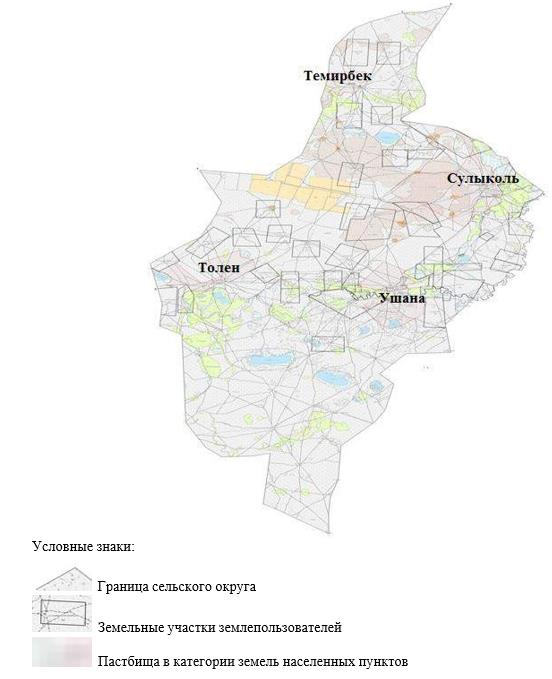 Темирбек
Сулыколь
Толен
Ушана
Условные знаки:
Граница сельского округа
Земельные участки землепользователей
Пастбища в категории земель населенных пунктов